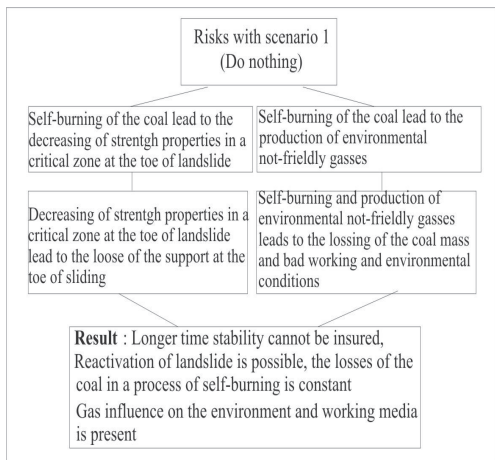 Risks with scenario 1
(Do nothing)
Self-burning of the coal lead to the
decreasing of strentgh properties in a
critical zone at the toe of landslide
Self-burning of the coal lead to the
production of environmental
not-frieldly gasses
Decreasing of strentgh properties in a
critical zone at the toe of landslide
lead to the loose of the support at the
toe of sliding
Self-burning and production of
environmental not-frieldly gasses
leads to the lossing of the coal mass
and bad working and environmental
conditions
Result : Longer time stability cannot be insured,
Reactivation of landslide is possible, the losses of the
coal in a process of self-burning is constant
Gas influence on the environment and working media
is present